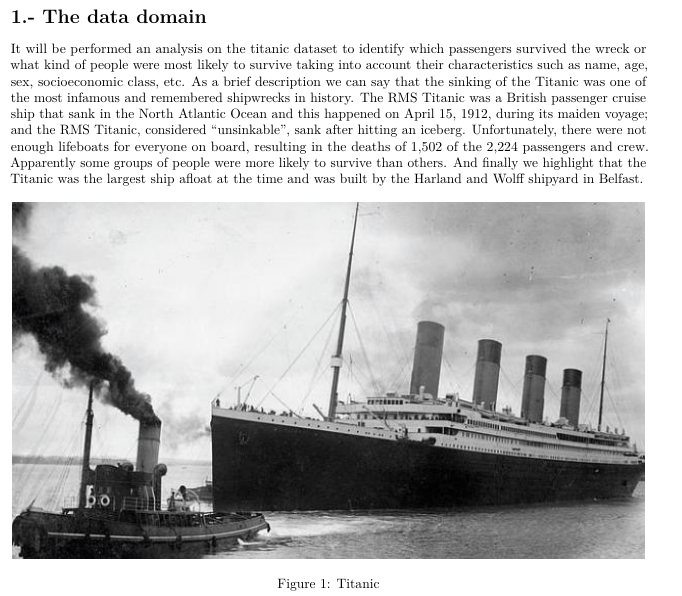 1.- The data domain
It will be performed an analysis on the titanic dataset to identify which passengers survived the wreck or
what kind of people were most likely to survive taking into account their characteristics such as name, age,
sex, socioeconomic class, etc. As a brief description we can say that the sinking of the Titanic was one of
the most infamous and remembered shipwrecks in history. The RMS Titanic was a British passenger cruise
ship that sank in the North Atlantic Ocean and this happened on April 15, 1912, during its maiden voyage;
and the RMS Titanic, considered “unsinkable”, sank after hitting an iceberg. Unfortunately, there were not
enough lifeboats for everyone on board, resulting in the deaths of 1,502 of the 2,224 passengers and crew.
Apparently some groups of people were more likely to survive than others. And finally we highlight that the
Titanic was the largest ship afloat at the time and was built by the Harland and Wolff shipyard in Belfast.
Figure 1: Titanic